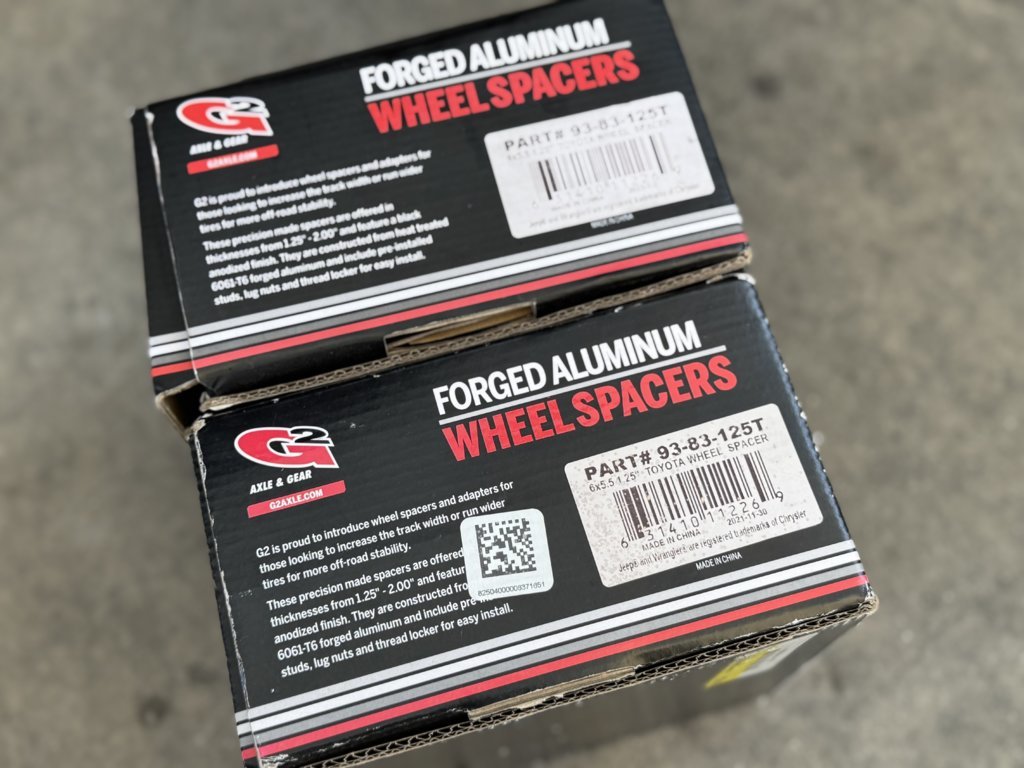 FORGED ALUMINUM
WHEEL SPACERS
G2
AXLE & GEAR
G2AXLE.COM
PART# 93-83-125T
G2 is proud to introduce wheel spacers and adapters for
those looking to increase the track width or run wider
tires for more off-road stability.
These precision made spacers are offered in
thicknesses from 1.25" - 2.00" and feature a black
anodized finish. They are constructed from heat treated
6061-T6 forged aluminum and include pre-installed
studs, lug nuts and thread locker for easy install.
MADE IN CHINA
FORGED ALUMINUM
WHEEL SPACERS
G2
AXLE & GEAR
G2AXLE.COM
PART# 93-83-125T
6x5.5 1.25" TOYOTA WHEEL SPACER
6 31410 11226 9
MADE IN CHINA 2021-11-30
Jeep® and Wrangler® are registered trademarks of Chrysler
MADE IN CHINA
G2 is proud to introduce wheel spacers and adapters for
those looking to increase the track width or run wider
tires for more off-road stability.
These precision made spacers are offered
thicknesses from 1.25" - 2.00" and featur
anodized finish. They are constructed fro
6061-T6 forged aluminum and include pre
studs, lug nuts and thread locker for easy install.
82504000009371651